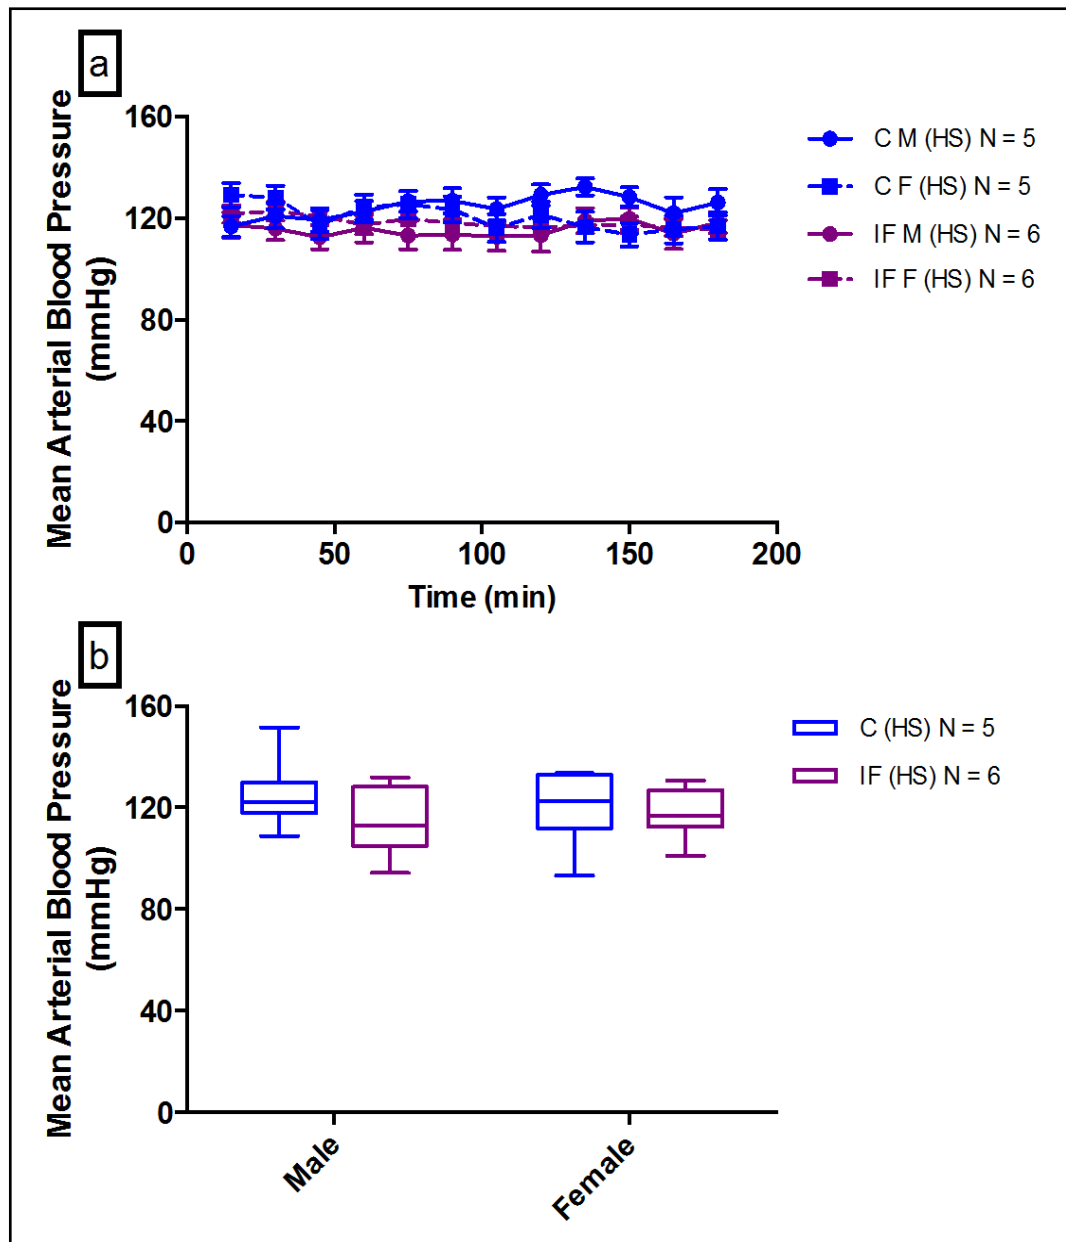 a
Mean Arterial Blood Pressure
(mmHg)
160
120
80
40
0
0 50 100 150 200
Time (min)
C M (HS) N = 5
C F (HS) N = 5
IF M (HS) N = 6
IF F (HS) N = 6
b
Mean Arterial Blood Pressure
(mmHg)
160
120
80
40
0
Male
Female
C (HS) N = 5
IF (HS) N = 6